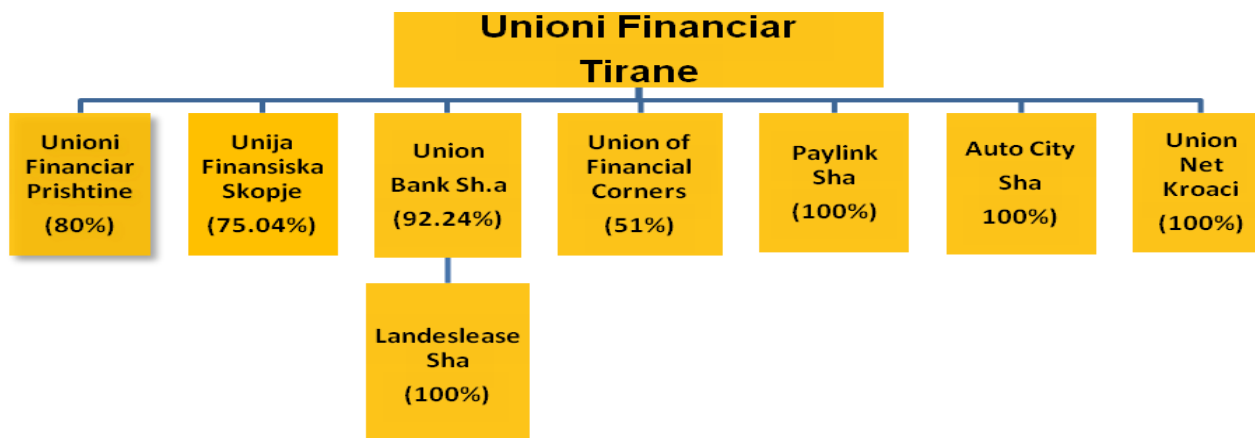 Unioni Financiar
Tirane
Unioni
Financiar
Prishtine
(80%)
Unija
Finansiska
Skopje
(75.04%)
Union
Bank Sh.a
(92.24%)
Union of
Financial
Corners
(51%)
Paylink
Sha
(100%)
Auto City
Sha
100%)
Union
Net
Kroaci
(100%)
Landeslease
Sha
(100%)